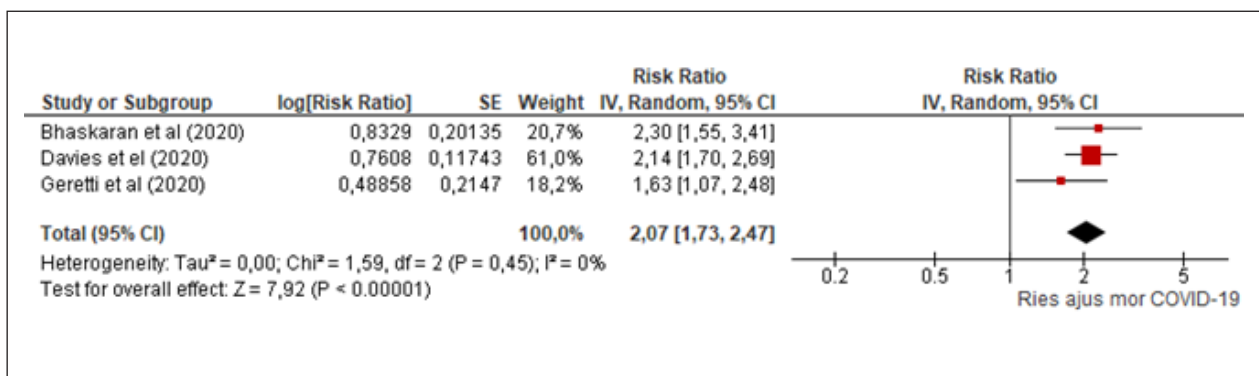 Risk Ratio Risk Ratio
Study or Subgroup log[Risk Ratio] SE Weight IV, Random, 95% CI IV, Random, 95% CI
Bhaskaran et al (2020) 0,8329 0,20135 20,7% 2,30 [1,55, 3,41]
Davies et el (2020) 0,7608 0,11743 61,0% 2,14 [1,70, 2,69]
Geretti et al (2020) 0,48858 0,2147 18,2% 1,63 [1,07, 2,48]
Total (95% CI) 100,0% 2,07 [1,73, 2,47]
Heterogeneity: Tau² = 0,00; Chi² = 1,59, df = 2 (P = 0,45); I² = 0%
Test for overall effect: Z = 7,92 (P < 0.00001)
0.2 0.5 1 2 5
Ries ajus mor COVID-19